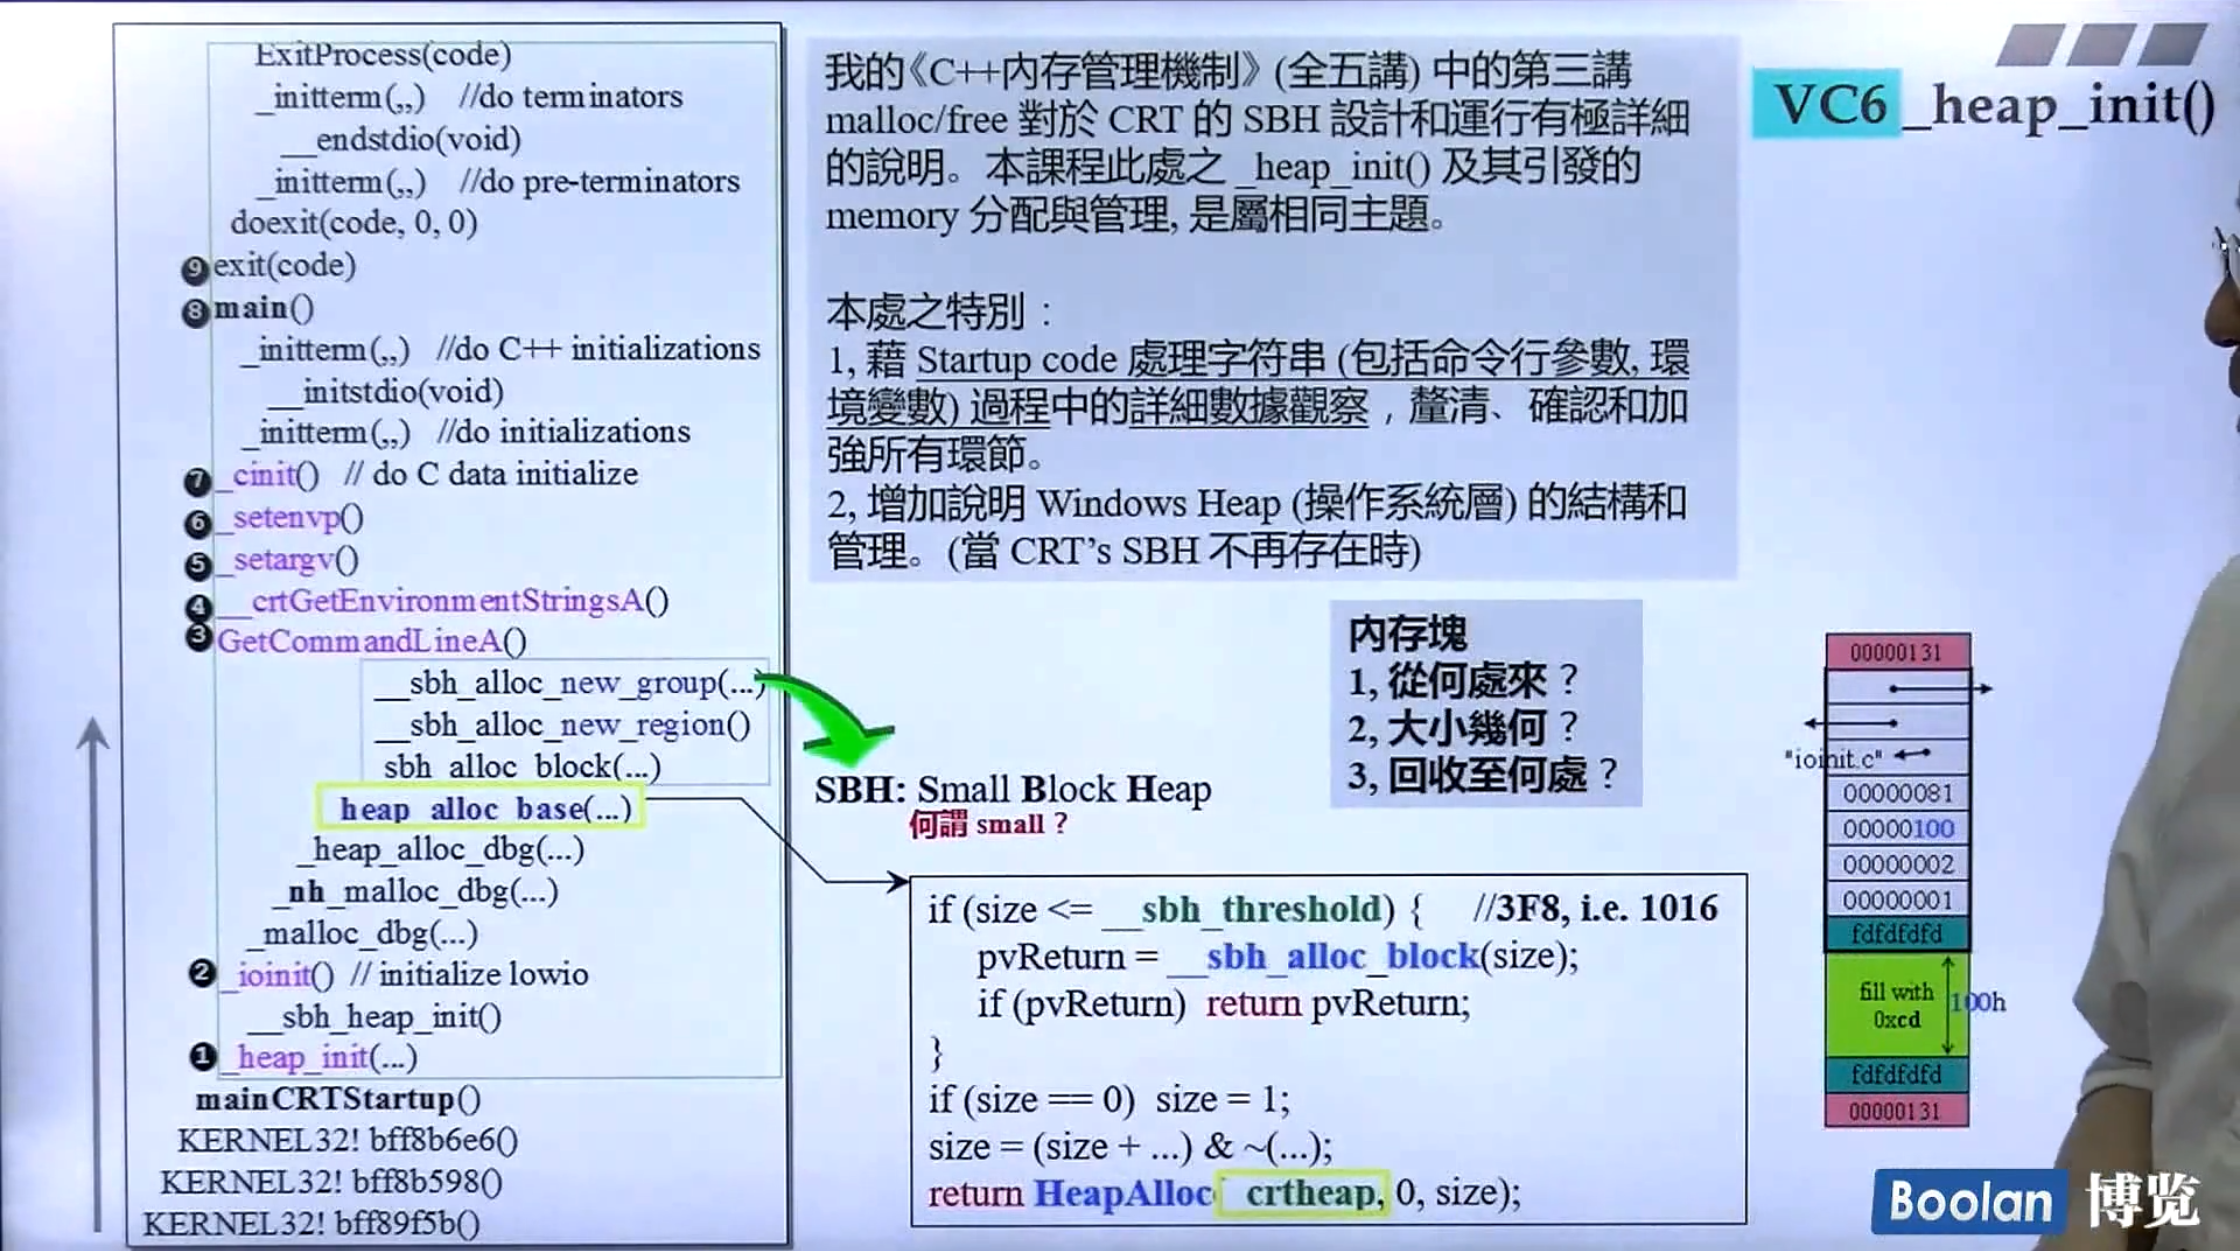 ExitProcess(code)
_initterm(,,,) //do terminators
__endstdio(void)
_initterm(,,,) //do pre-terminators
doexit(code, 0, 0)
❾ exit(code)
❽ main()
_initterm(,,,) //do C++ initializations
__initstdio(void)
_initterm(,,,) //do initializations
❼ _cinit() // do C data initialize
❻ _setenvp()
❺ _setargv()
❹ __crtGetEnvironmentStringsA()
❸ GetCommandLineA()
__sbh_alloc_new_group(...)
__sbh_alloc_new_region()
__sbh_alloc_block(...)
_heap_alloc_base(...)
_heap_alloc_dbg(...)
_nh_malloc_dbg(...)
_malloc_dbg(...)
❷ _ioinit() // initialize lowio
__sbh_heap_init()
❶ _heap_init(...)
mainCRTStartup()
KERNEL32! bff8b6e6()
KERNEL32! bff8b598()
KERNEL32! bff89f5b()
我的《C++內存管理機制》(全五講) 中的第三講
malloc/free 對於 CRT 的 SBH 設計和運行有極詳細
的說明。本課程此處之 _heap_init() 及其引發的
memory 分配與管理, 是屬相同主題。
本處之特別：
1, 藉 Startup code 處理字符串 (包括命令行參數, 環
境變數) 過程中的詳細數據觀察，釐清、確認和加
強所有環節。
2, 增加說明 Windows Heap (操作系統層) 的結構和
管理。(當 CRT's SBH 不再存在時)
VC6 _heap_init()
內存塊
1, 從何處來？
2, 大小幾何？
3, 回收至何處？
SBH: Small Block Heap
何謂 small？
if (size <= __sbh_threshold) { //3F8, i.e. 1016
pvReturn = __sbh_alloc_block(size);
if (pvReturn) return pvReturn;
}
if (size == 0) size = 1;
size = (size + ...) & ~(...);
return HeapAlloc(_crtheap, 0, size);
00000131
"ioinit.c"
00000081
00000100
00000002
00000001
fdfdfdfd
fill with
0xcd
100h
fdfdfdfd
00000131
Boolan 博览